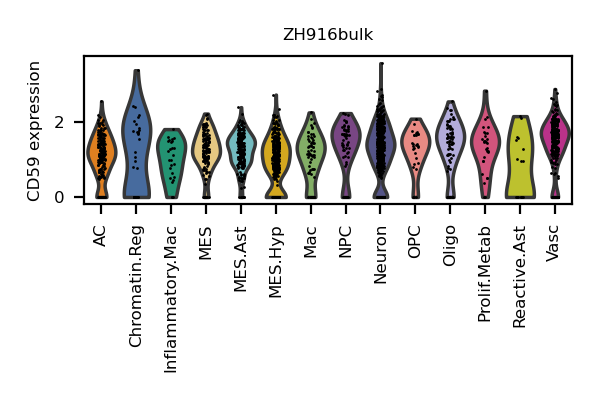 ZH916bulk
CD59 expression
2
0
AC
Chromatin.Reg
Inflammatory.Mac
MES
MES.Ast
MES.Hyp
Mac
NPC
Neuron
OPC
Oligo
Prolif.Metab
Reactive.Ast
Vasc